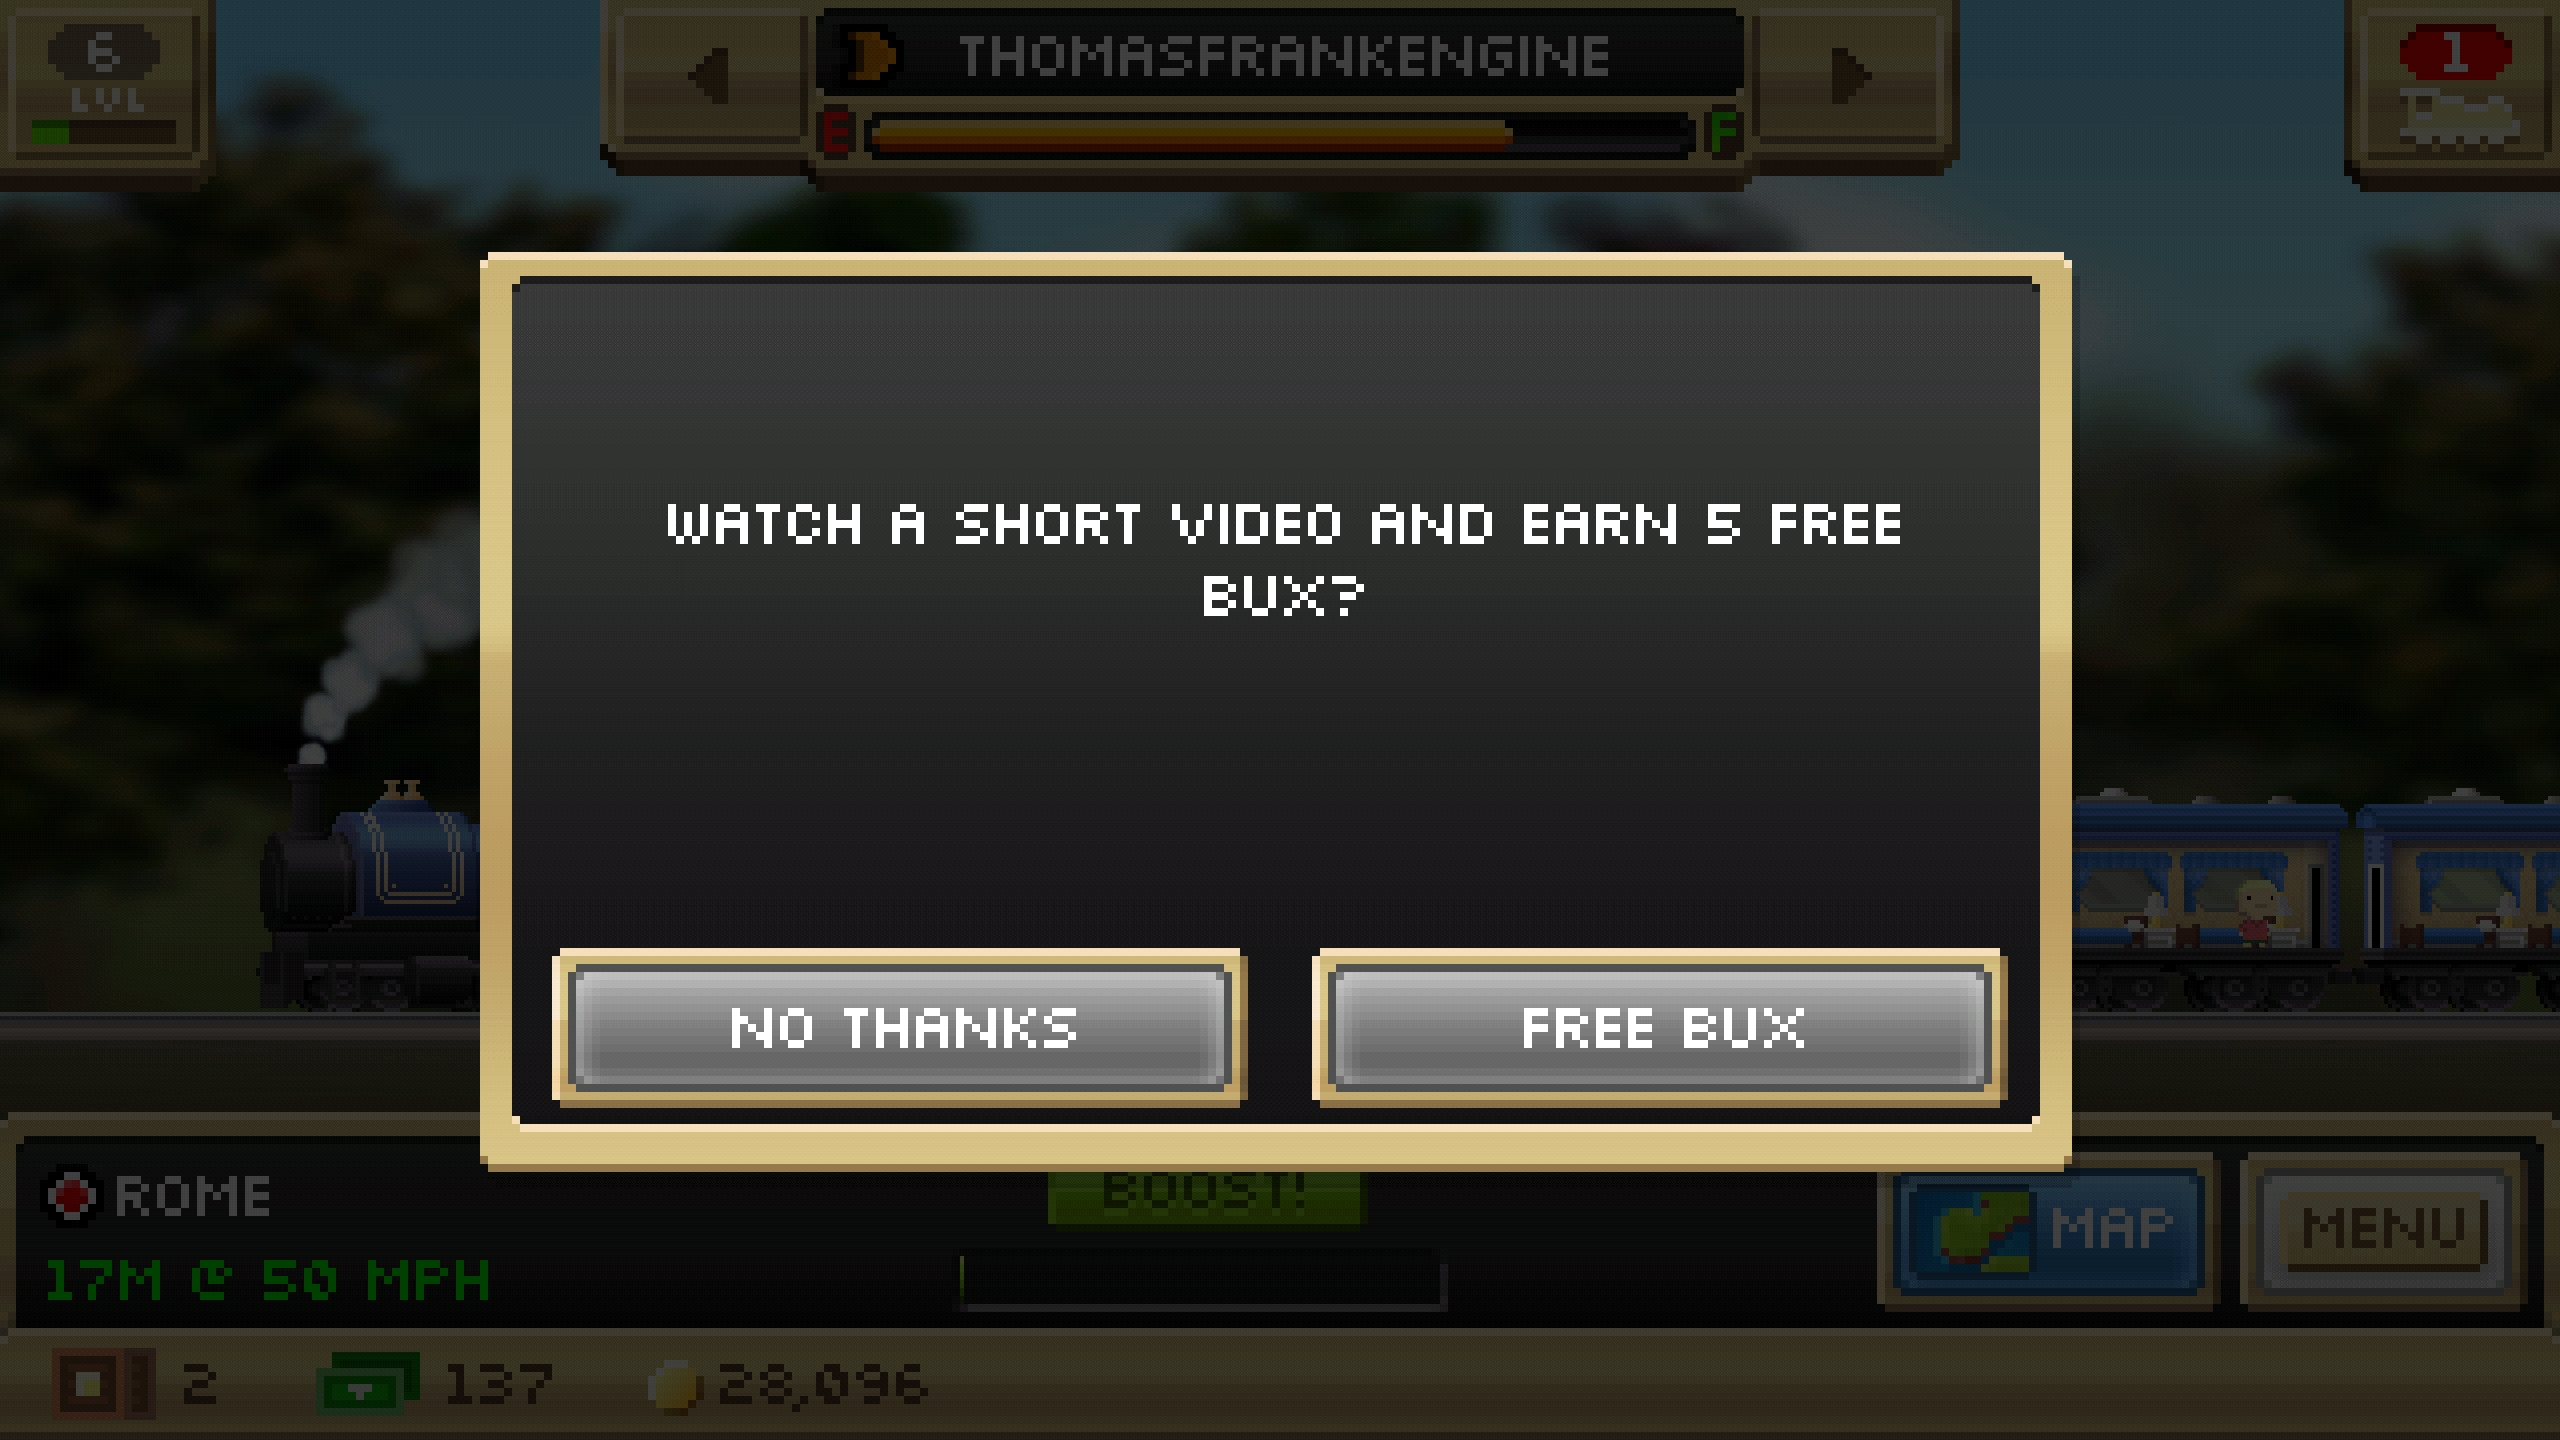 6
LVL
THOMASFRANKENGINE
E
F
1
WATCH A SHORT VIDEO AND EARN 5 FREE
BUX?
NO THANKS
FREE BUX
ROME
17M @ 50 MPH
BOOST!
MAP
MENU
2
137
28,096